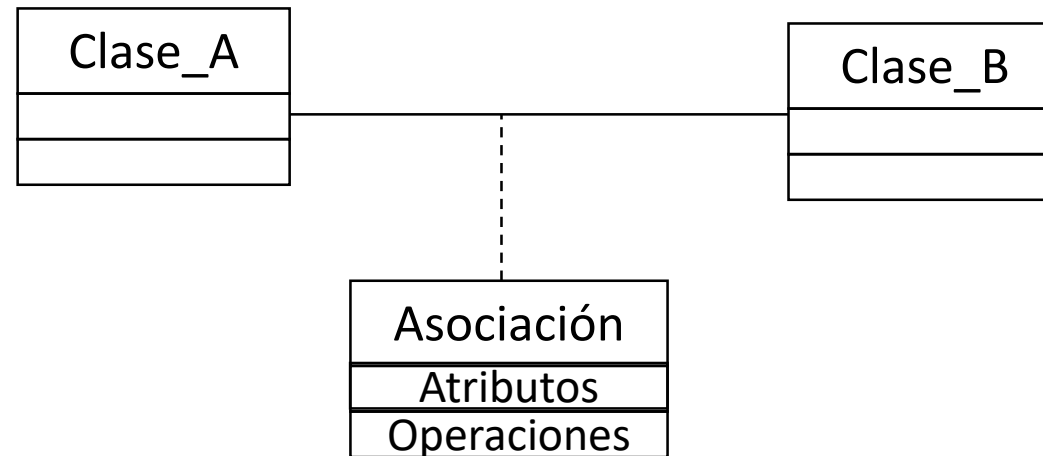 Clase_A
Clase_B
Asociación
Atributos
Operaciones